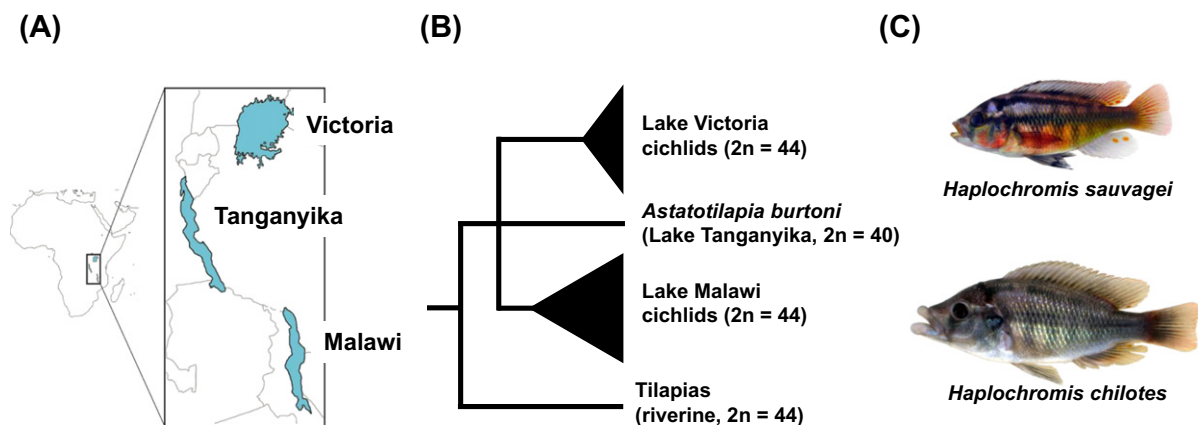 (A)
Victoria
Tanganyika
Malawi
(B)
Lake Victoria
cichlids (2n = 44)
Astatotilapia burtoni
(Lake Tanganyika, 2n = 40)
Lake Malawi
cichlids (2n = 44)
Tilapias
(riverine, 2n = 44)
(C)
Haplochromis sauvagei
Haplochromis chilotes